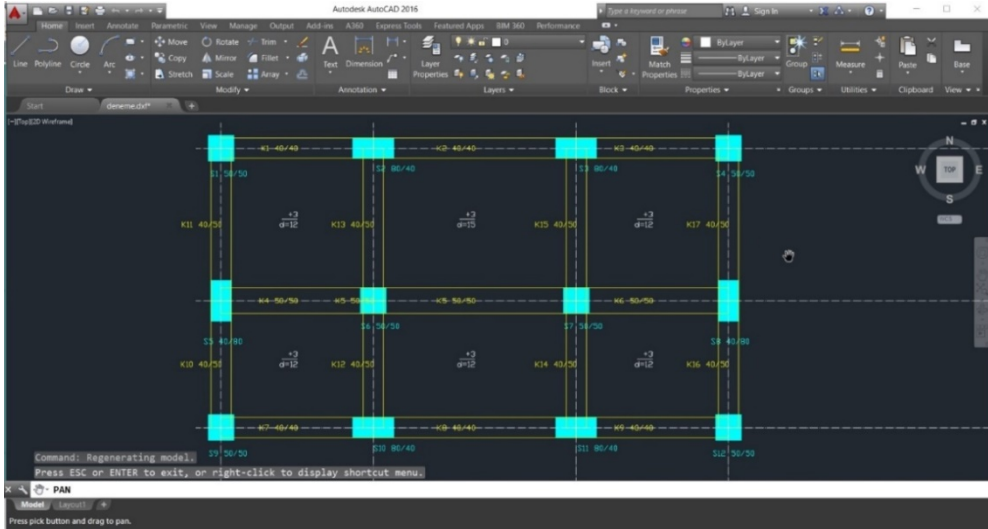 Autodesk AutoCAD 2016
Type a keyword or phrase
Sign In
Home Insert Annotate Parametric View Manage Output Add-ins A360 Express Tools Featured Apps BIM 360 Performance
Line Polyline Circle Arc
Move Rotate Trim
Copy Mirror Fillet
Stretch Scale Array
Text Dimension
Layer Properties
0
Insert
Match Properties
ByLayer
ByLayer
ByLayer
Group
Measure
Paste
Base
Draw Modify Annotation Layers Block Properties Groups Utilities Clipboard View
Start deneme.dxf*
[-][Top][2D Wireframe]
N
W TOP E
S
K1 40/40 K2 40/40 K3 40/40
S1 50/50 S2 80/40 S3 80/40 S4 50/50
K11 40/50 +3 K13 40/50 +3 K15 40/50 +3 K17 40/50
d=12 d=15 d=12
K4 50/50 K5 50/50 K5 50/50 K6 50/50
S5 40/80 S6 50/50 S7 50/50 S8 40/80
K10 40/50 +3 K12 40/50 +3 K14 40/50 +3 K16 40/50
d=12 d=12 d=12
K7 40/40 K8 40/40 K9 40/40
S9 50/50 S10 80/40 S11 80/40 S12 50/50
Command: Regenerating model.
Press ESC or ENTER to exit, or right-click to display shortcut menu.
PAN
Model Layout1 +
Press pick button and drag to pan.